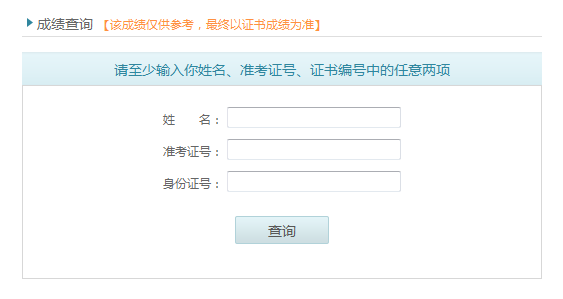 成绩查询 【该成绩仅供参考，最终以证书成绩为准】
请至少输入你姓名、准考证号、证书编号中的任意两项
姓　　名：
准考证号：
身份证号：
查询